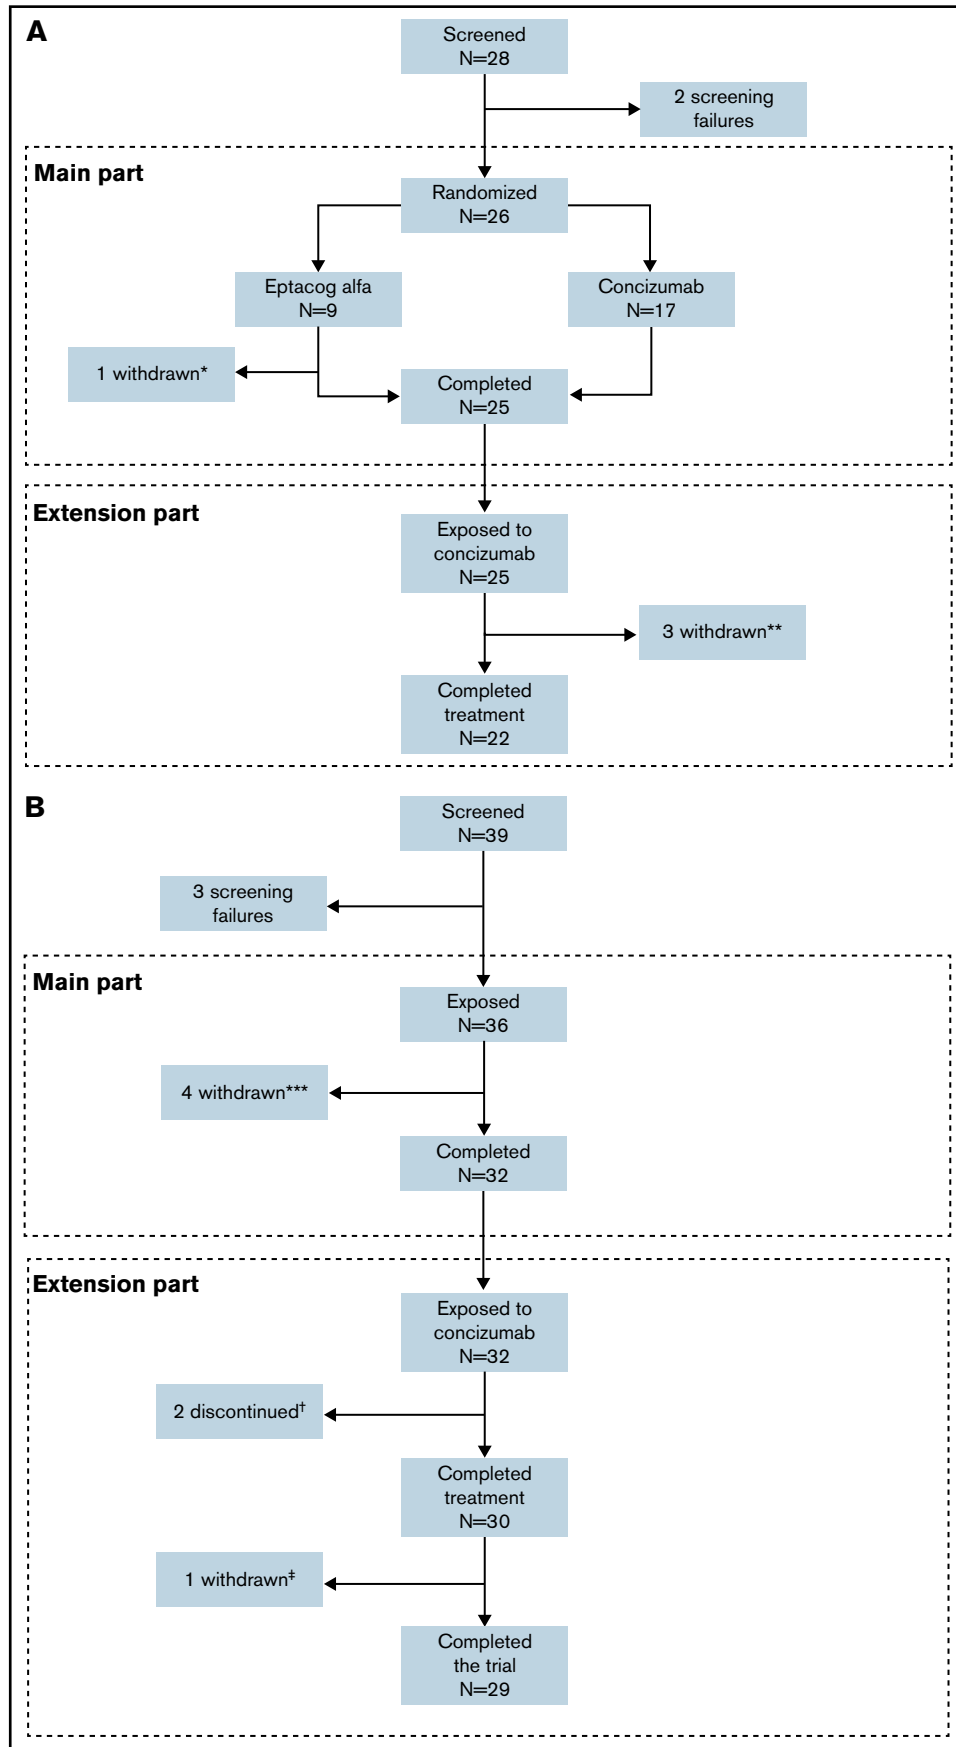 A
Screened
N=28
2 screening
failures
Main part
Randomized
N=26
Eptacog alfa
N=9
Concizumab
N=17
1 withdrawn*
Completed
N=25
Extension part
Exposed to
concizumab
N=25
3 withdrawn**
Completed
treatment
N=22
B
Screened
N=39
3 screening
failures
Main part
Exposed
N=36
4 withdrawn***
Completed
N=32
Extension part
Exposed to
concizumab
N=32
2 discontinued†
Completed
treatment
N=30
1 withdrawn‡
Completed
the trial
N=29